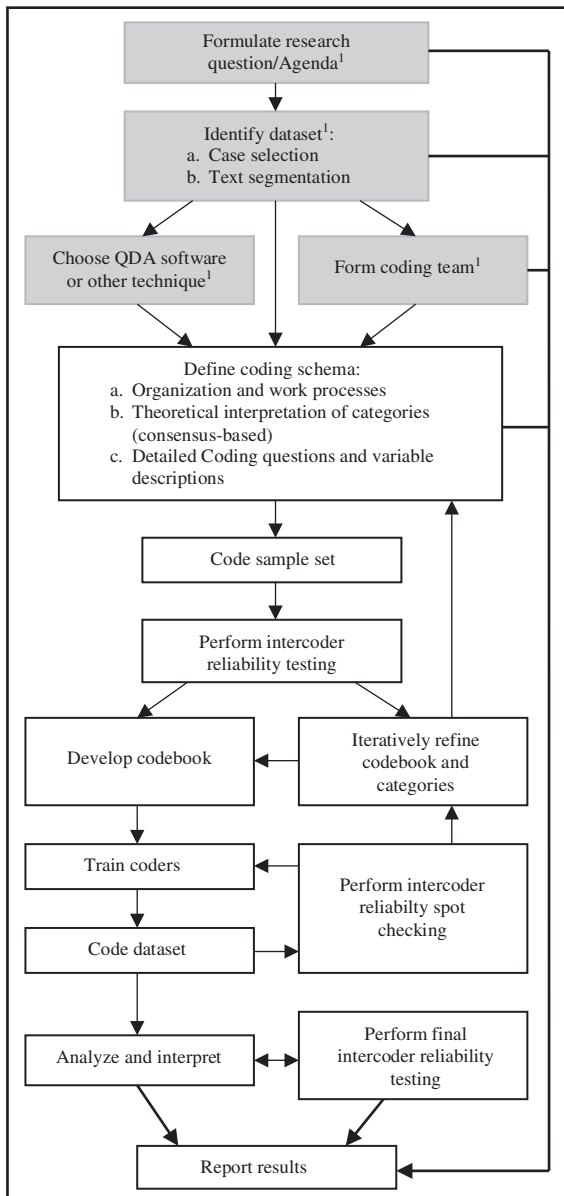 Formulate research
question/Agenda¹
Identify dataset¹:
a. Case selection
b. Text segmentation
Choose QDA software
or other technique¹
Form coding team¹
Define coding schema:
a. Organization and work processes
b. Theoretical interpretation of categories
(consensus-based)
c. Detailed Coding questions and variable
descriptions
Code sample set
Perform intercoder
reliability testing
Develop codebook
Iteratively refine
codebook and
categories
Train coders
Perform intercoder
reliabilty spot
checking
Code dataset
Analyze and interpret
Perform final
intercoder reliability
testing
Report results